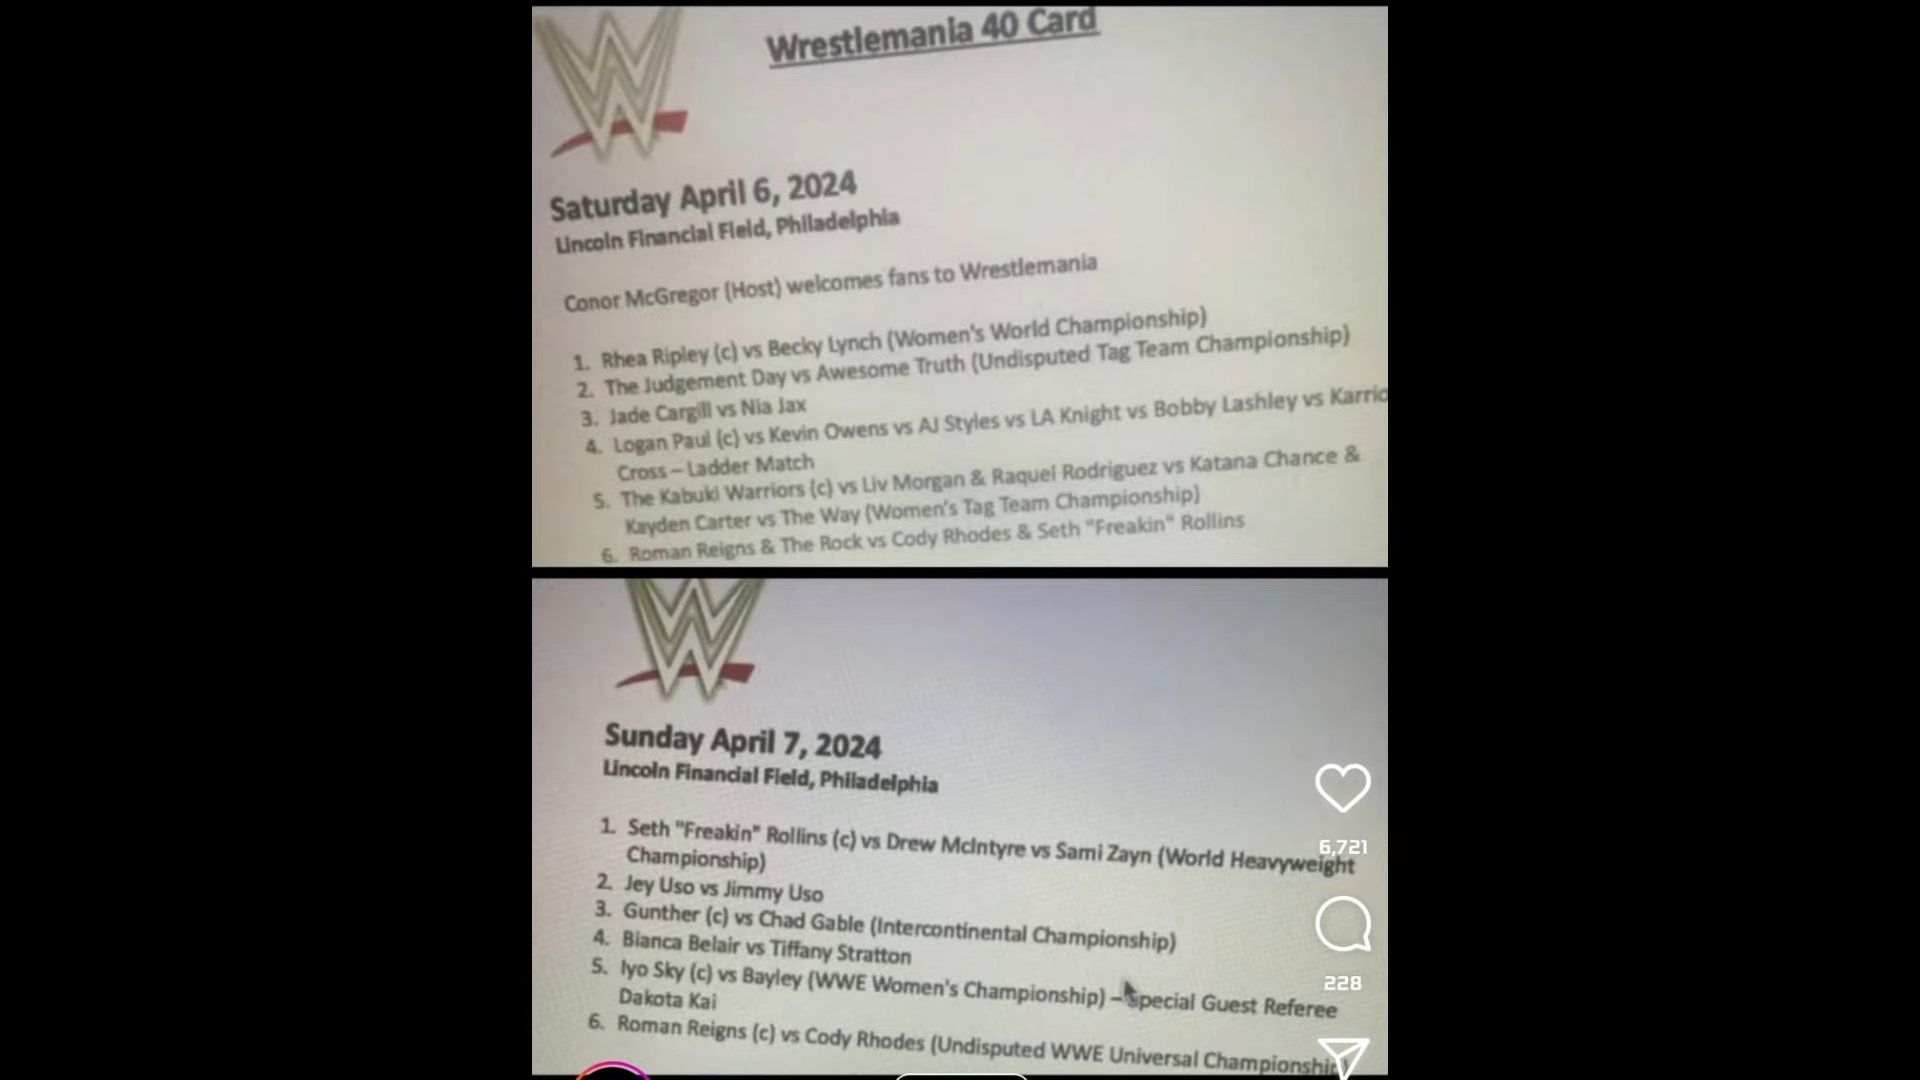 Wrestlemania 40 Card
Saturday April 6, 2024
Lincoln Financial Field, Philadelphia
Conor McGregor (Host) welcomes fans to Wrestlemania
1. Rhea Ripley (c) vs Becky Lynch (Women's World Championship)
2. The Judgement Day vs Awesome Truth (Undisputed Tag Team Championship)
3. Jade Cargill vs Nia Jax
4. Logan Paul (c) vs Kevin Owens vs AJ Styles vs LA Knight vs Bobby Lashley vs Karrio
Cross – Ladder Match
5. The Kabuki Warriors (c) vs Liv Morgan & Raquel Rodriguez vs Katana Chance &
Kayden Carter vs The Way (Women's Tag Team Championship)
6. Roman Reigns & The Rock vs Cody Rhodes & Seth "Freakin" Rollins
Sunday April 7, 2024
Lincoln Financial Field, Philadelphia
1. Seth "Freakin" Rollins (c) vs Drew McIntyre vs Sami Zayn (World Heavyweight
Championship)
2. Jey Uso vs Jimmy Uso
3. Gunther (c) vs Chad Gable (Intercontinental Championship)
4. Bianca Belair vs Tiffany Stratton
5. Iyo Sky (c) vs Bayley (WWE Women's Championship) – Special Guest Referee
Dakota Kai
6. Roman Reigns (c) vs Cody Rhodes (Undisputed WWE Universal Championship)
6,721
228